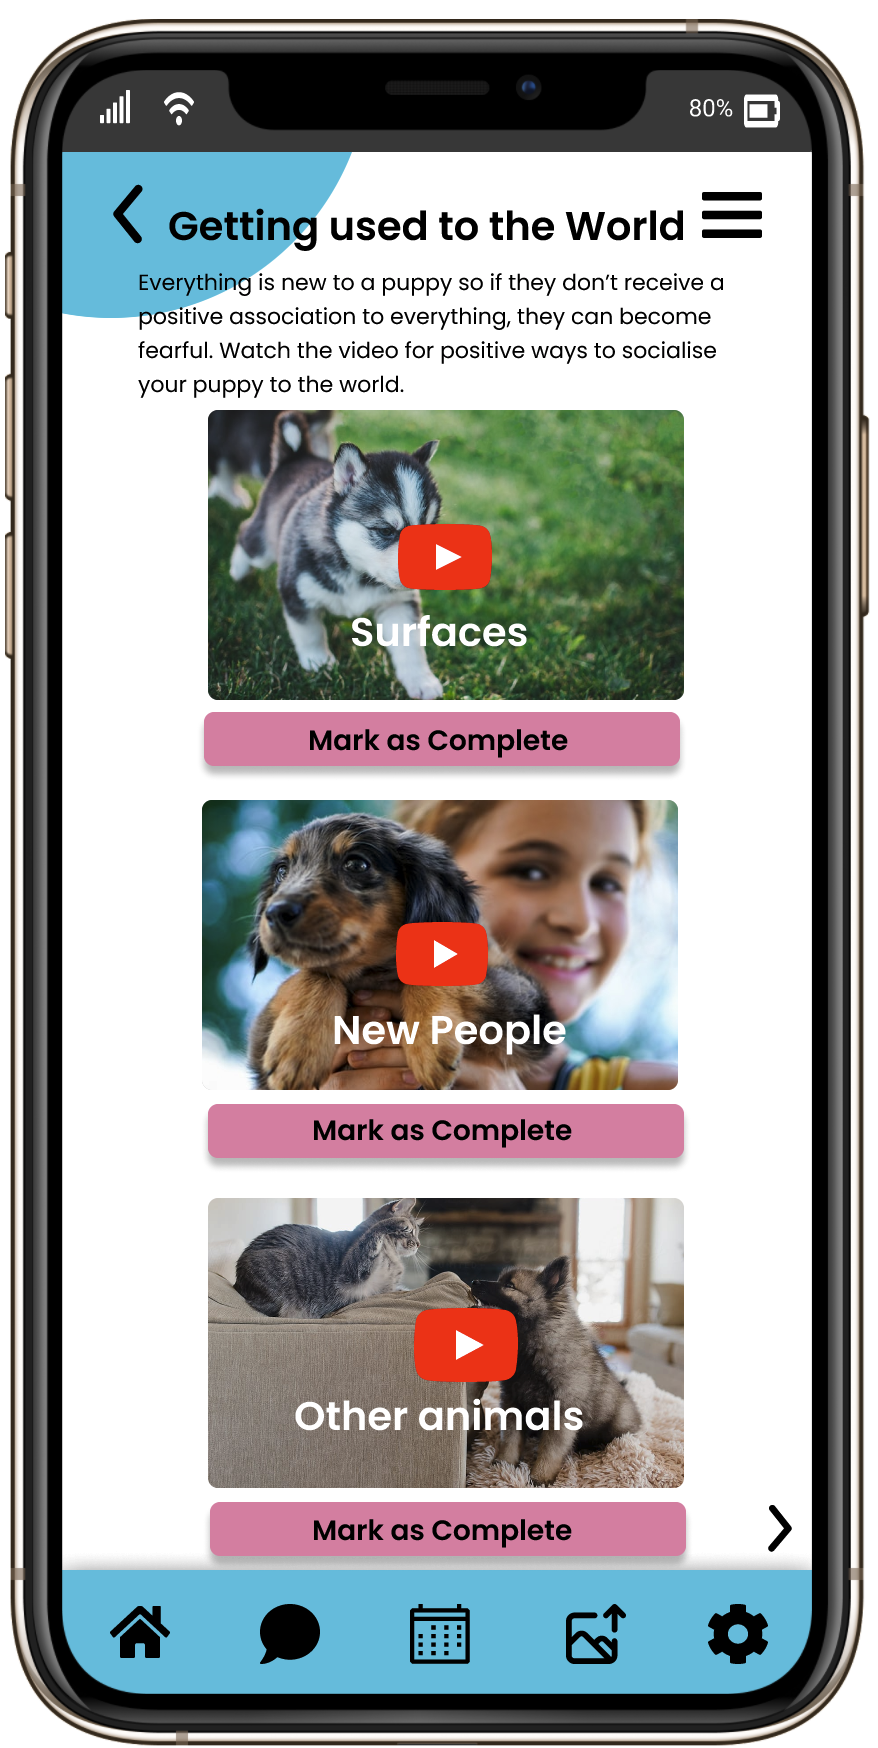 80%
Getting used to the World
Everything is new to a puppy so if they don’t receive a
positive association to everything, they can become
fearful. Watch the video for positive ways to socialise
your puppy to the world.
Surfaces
Mark as Complete
New People
Mark as Complete
Other animals
Mark as Complete